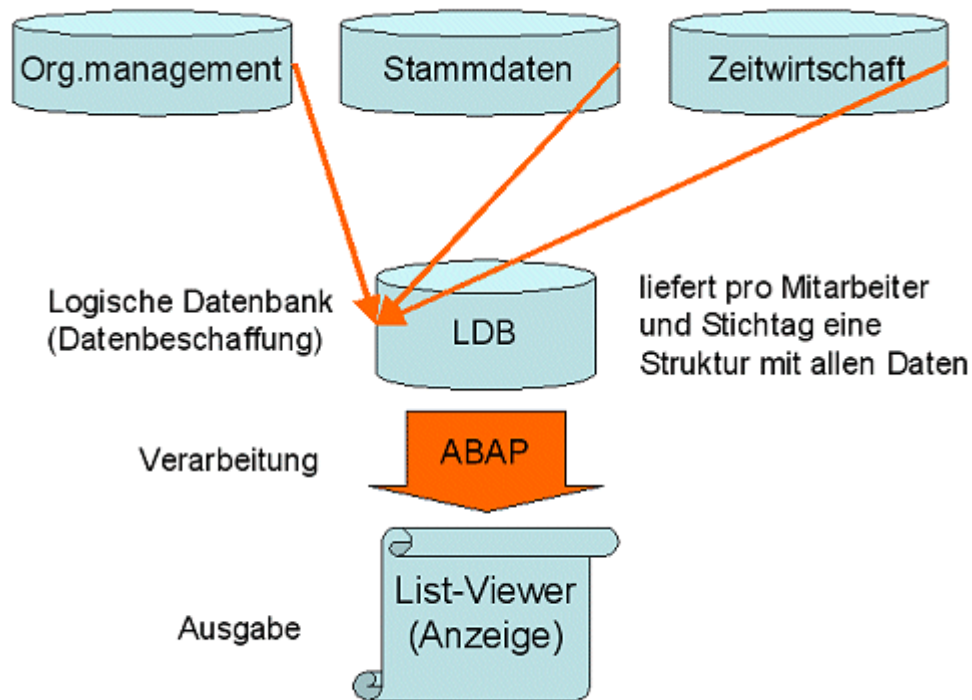 Org.management
Stammdaten
Zeitwirtschaft
Logische Datenbank
(Datenbeschaffung)
LDB
liefert pro Mitarbeiter
und Stichtag eine
Struktur mit allen Daten
Verarbeitung
ABAP
Ausgabe
List-Viewer
(Anzeige)